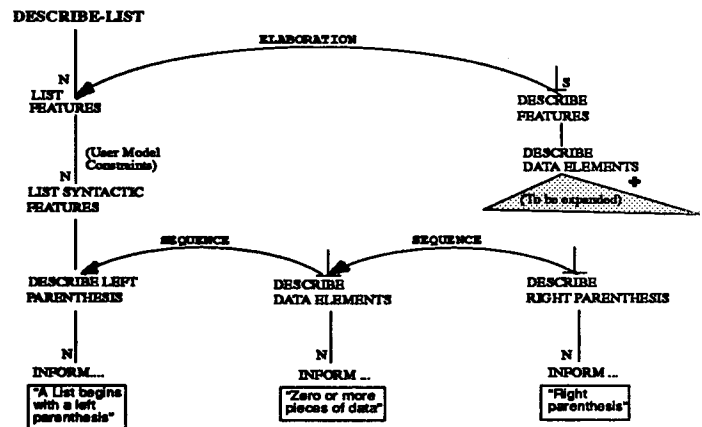 DESCRIBE-LIST
ELABORATION
N
S
LIST
FEATURES
DESCRIBE
FEATURES
(User Model
Constraints)
DESCRIBE
DATA ELEMENTS
+
N
LIST SYNTACTIC
FEATURES
(To be expanded)
SEQUENCE
SEQUENCE
DESCRIBE LEFT
PARENTHESIS
DESCRIBE
DATA ELEMENTS
DESCRIBE
RIGHT PARENTHESIS
N
N
N
INFORM....
INFORM ...
INFORM ...
"A List begins
with a left
parenthesis"
"Zero or more
pieces of data"
"Right
parenthesis"